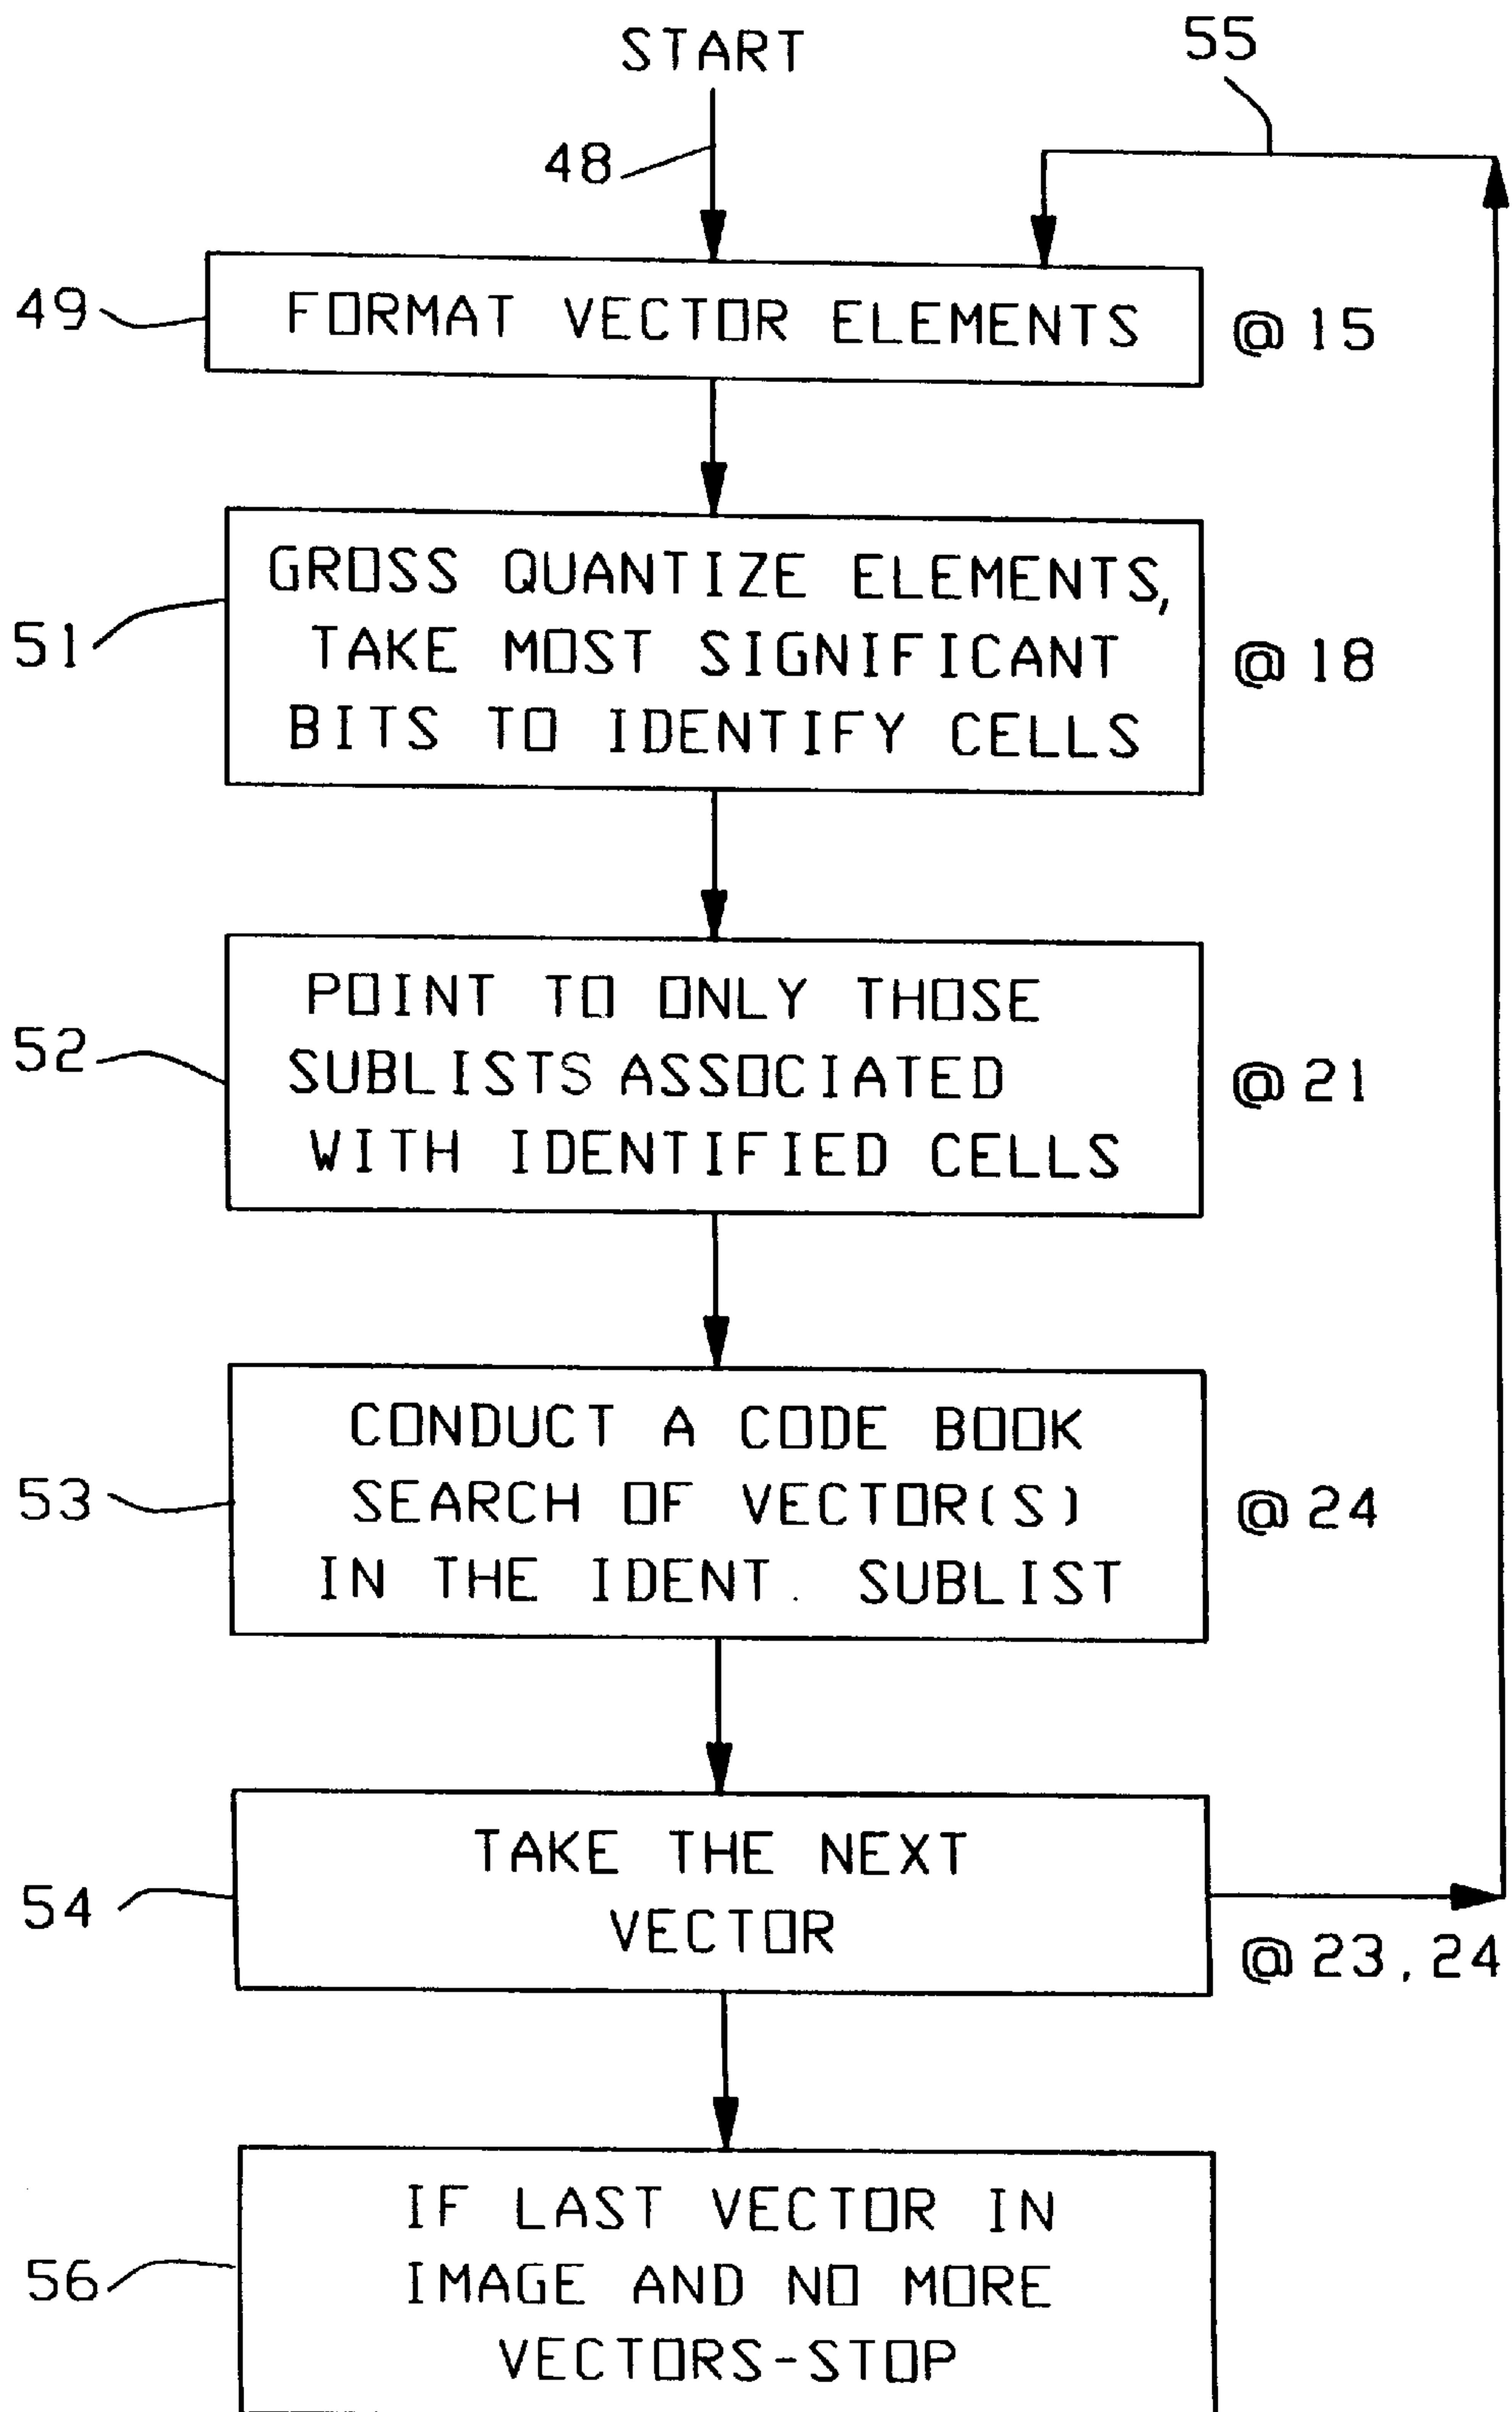 START
55
48
49
FORMAT VECTOR ELEMENTS
@ 15
GROSS QUANTIZE ELEMENTS,
TAKE MOST SIGNIFICANT
BITS TO IDENTIFY CELLS
51
@ 18
POINT TO ONLY THOSE
SUBLISTS ASSOCIATED
WITH IDENTIFIED CELLS
52
@ 21
CONDUCT A CODE BOOK
SEARCH OF VECTOR(S)
IN THE IDENT. SUBLIST
53
@ 24
TAKE THE NEXT
VECTOR
54
@ 23, 24
IF LAST VECTOR IN
IMAGE AND NO MORE
VECTORS-STOP
56